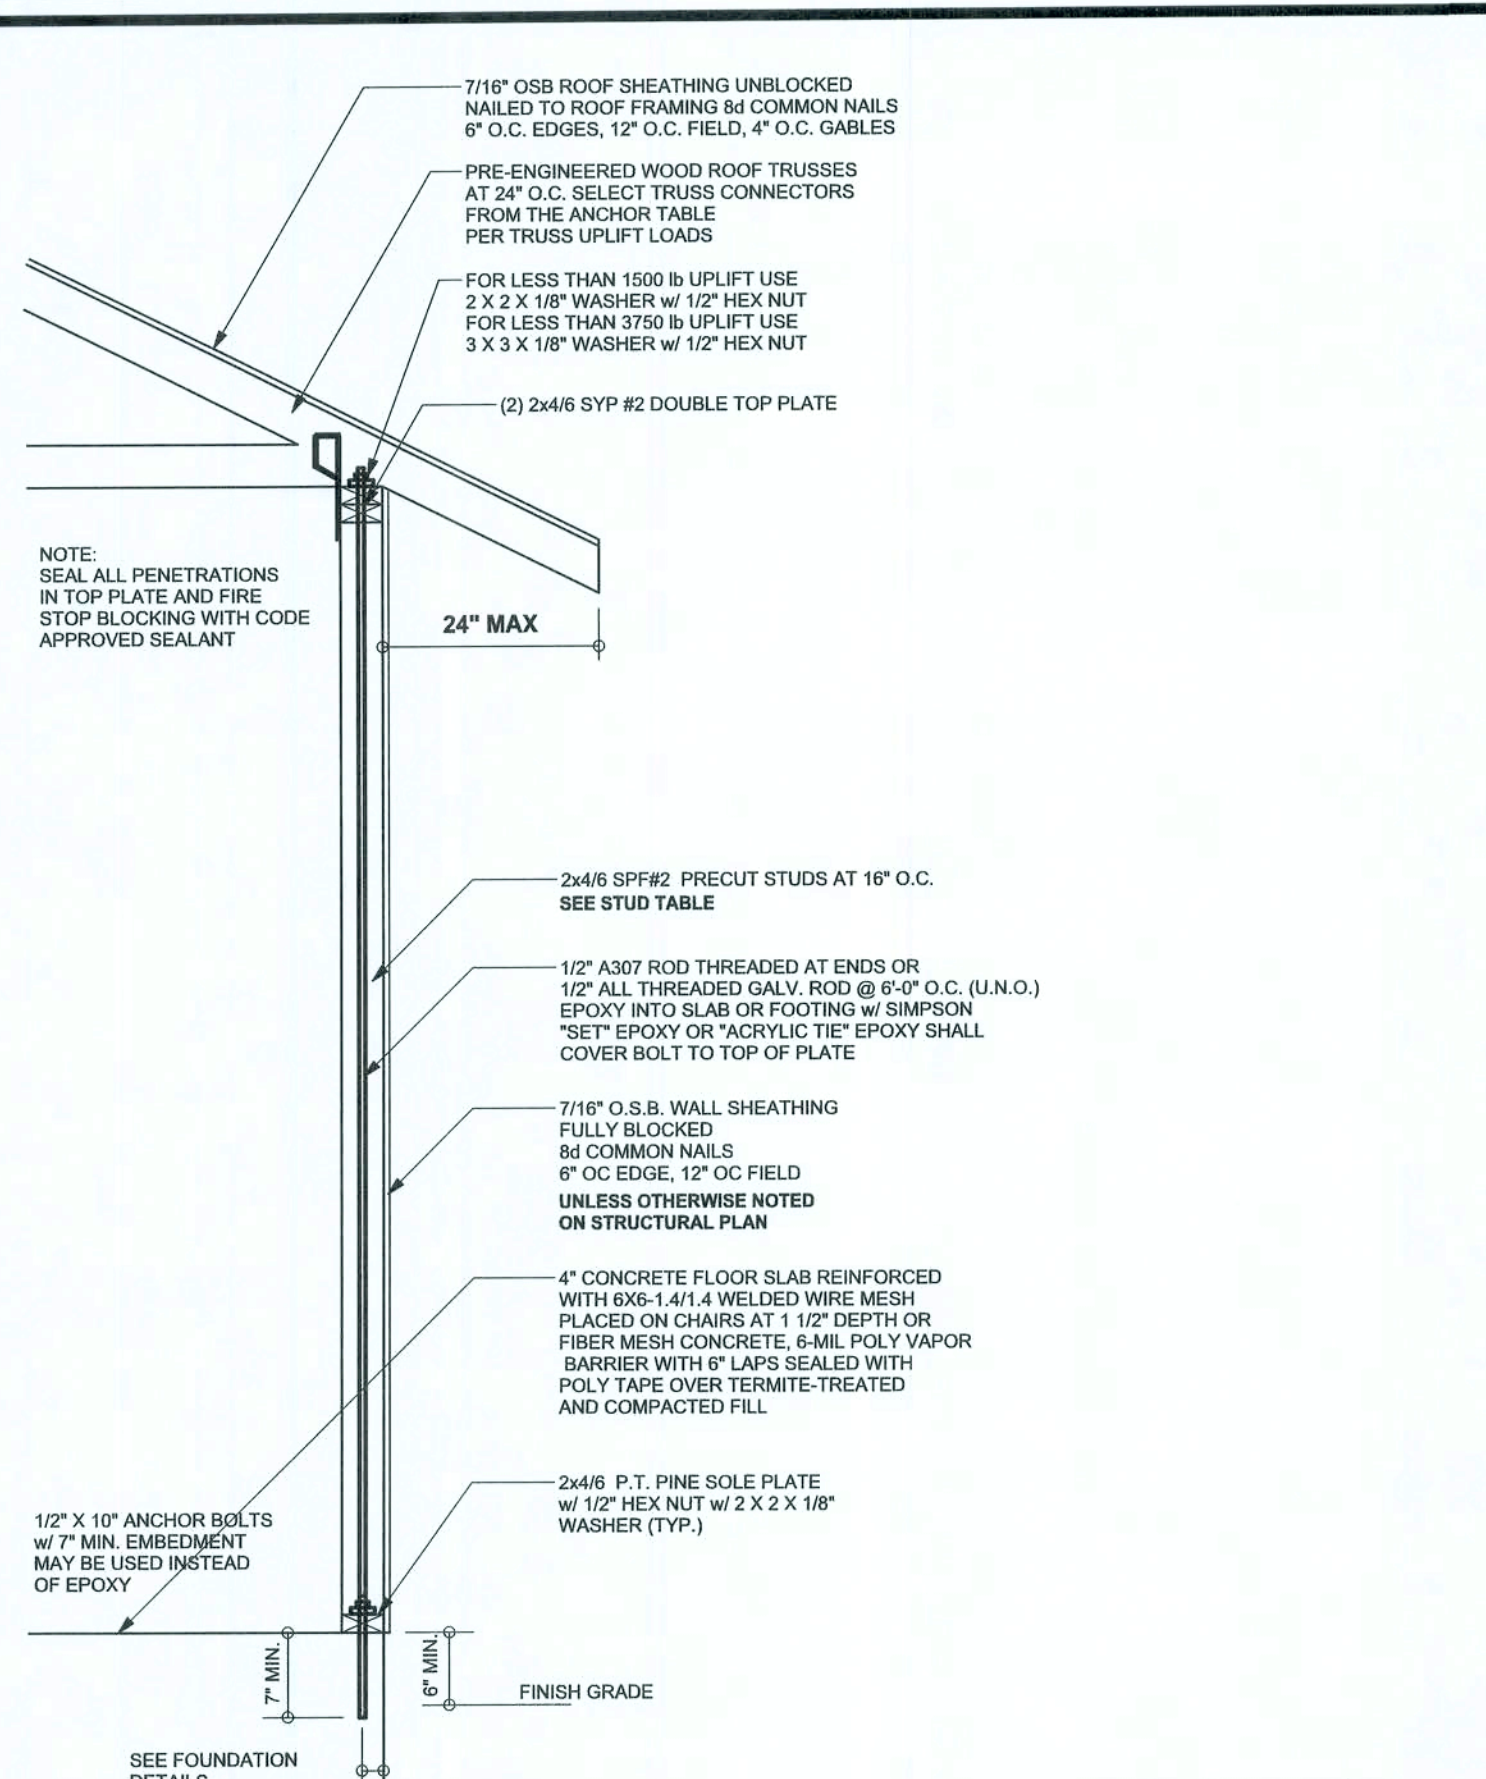 7/16" OSB ROOF SHEATHING UNBLOCKED
NAILED TO ROOF FRAMING 8d COMMON NAILS
6" O.C. EDGES, 12" O.C. FIELD, 4" O.C. GABLES
PRE-ENGINEERED WOOD ROOF TRUSSES
AT 24" O.C. SELECT TRUSS CONNECTORS
FROM THE ANCHOR TABLE
PER TRUSS UPLIFT LOADS
FOR LESS THAN 1500 lb UPLIFT USE
2 X 2 X 1/8" WASHER w/ 1/2" HEX NUT
FOR LESS THAN 3750 lb UPLIFT USE
3 X 3 X 1/8" WASHER w/ 1/2" HEX NUT
(2) 2x4/6 SYP #2 DOUBLE TOP PLATE
NOTE:
SEAL ALL PENETRATIONS
IN TOP PLATE AND FIRE
STOP BLOCKING WITH CODE
APPROVED SEALANT
24" MAX
2x4/6 SPF#2 PRECUT STUDS AT 16" O.C.
SEE STUD TABLE
1/2" A307 ROD THREADED AT ENDS OR
1/2" ALL THREADED GALV. ROD @ 6'-0" O.C. (U.N.O.)
EPOXY INTO SLAB OR FOOTING w/ SIMPSON
"SET" EPOXY OR "ACRYLIC TIE" EPOXY SHALL
COVER BOLT TO TOP OF PLATE
7/16" O.S.B. WALL SHEATHING
FULLY BLOCKED
8d COMMON NAILS
6" OC EDGE, 12" OC FIELD
UNLESS OTHERWISE NOTED
ON STRUCTURAL PLAN
4" CONCRETE FLOOR SLAB REINFORCED
WITH 6X6-1.4/1.4 WELDED WIRE MESH
PLACED ON CHAIRS AT 1 1/2" DEPTH OR
FIBER MESH CONCRETE, 6-MIL POLY VAPOR
BARRIER WITH 6" LAPS SEALED WITH
POLY TAPE OVER TERMITE-TREATED
AND COMPACTED FILL
2x4/6 P.T. PINE SOLE PLATE
w/ 1/2" HEX NUT w/ 2 X 2 X 1/8"
WASHER (TYP.)
1/2" X 10" ANCHOR BOLTS
w/ 7" MIN. EMBEDMENT
MAY BE USED INSTEAD
OF EPOXY
7" MIN.
6" MIN.
FINISH GRADE
SEE FOUNDATION
DETAILS